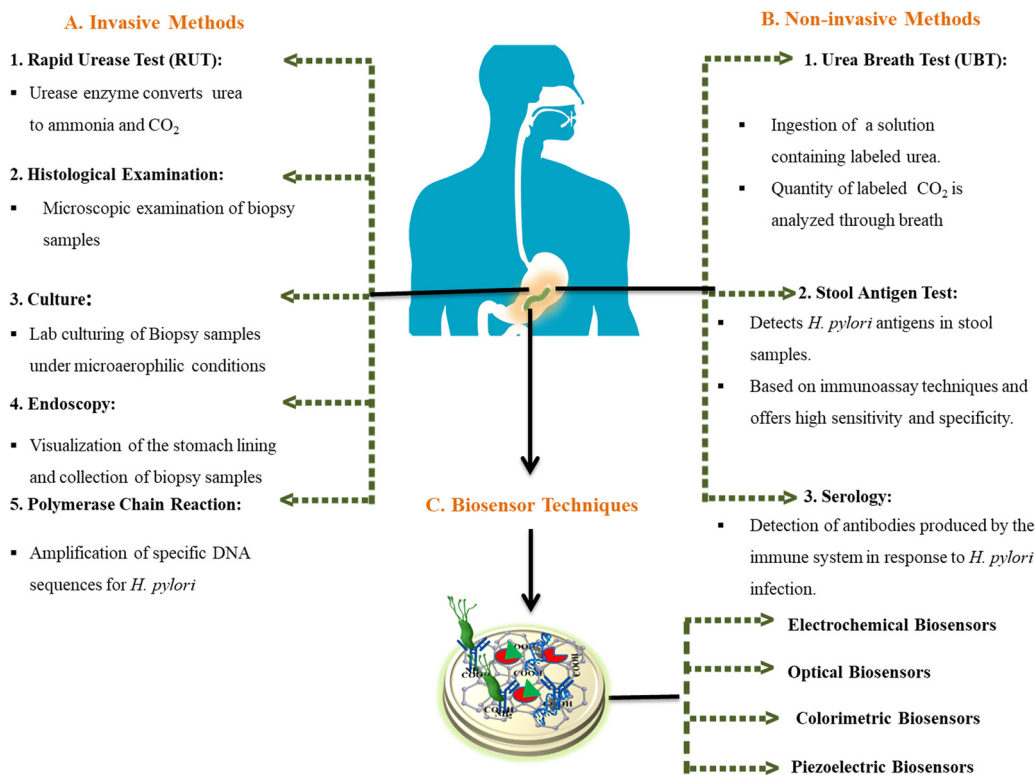 A. Invasive Methods
1. Rapid Urease Test (RUT):
▪ Urease enzyme converts urea
to ammonia and CO₂
2. Histological Examination:
▪ Microscopic examination of biopsy
samples
3. Culture:
▪ Lab culturing of Biopsy samples
under microaerophilic conditions
4. Endoscopy:
▪ Visualization of the stomach lining
and collection of biopsy samples
5. Polymerase Chain Reaction:
▪ Amplification of specific DNA
sequences for H. pylori
B. Non-invasive Methods
1. Urea Breath Test (UBT):
▪ Ingestion of a solution
containing labeled urea.
▪ Quantity of labeled CO₂ is
analyzed through breath
2. Stool Antigen Test:
▪ Detects H. pylori antigens in stool
samples.
▪ Based on immunoassay techniques and
offers high sensitivity and specificity.
3. Serology:
▪ Detection of antibodies produced by the
immune system in response to H. pylori
infection.
C. Biosensor Techniques
COOH
COOH
COOH
Electrochemical Biosensors
Optical Biosensors
Colorimetric Biosensors
Piezoelectric Biosensors